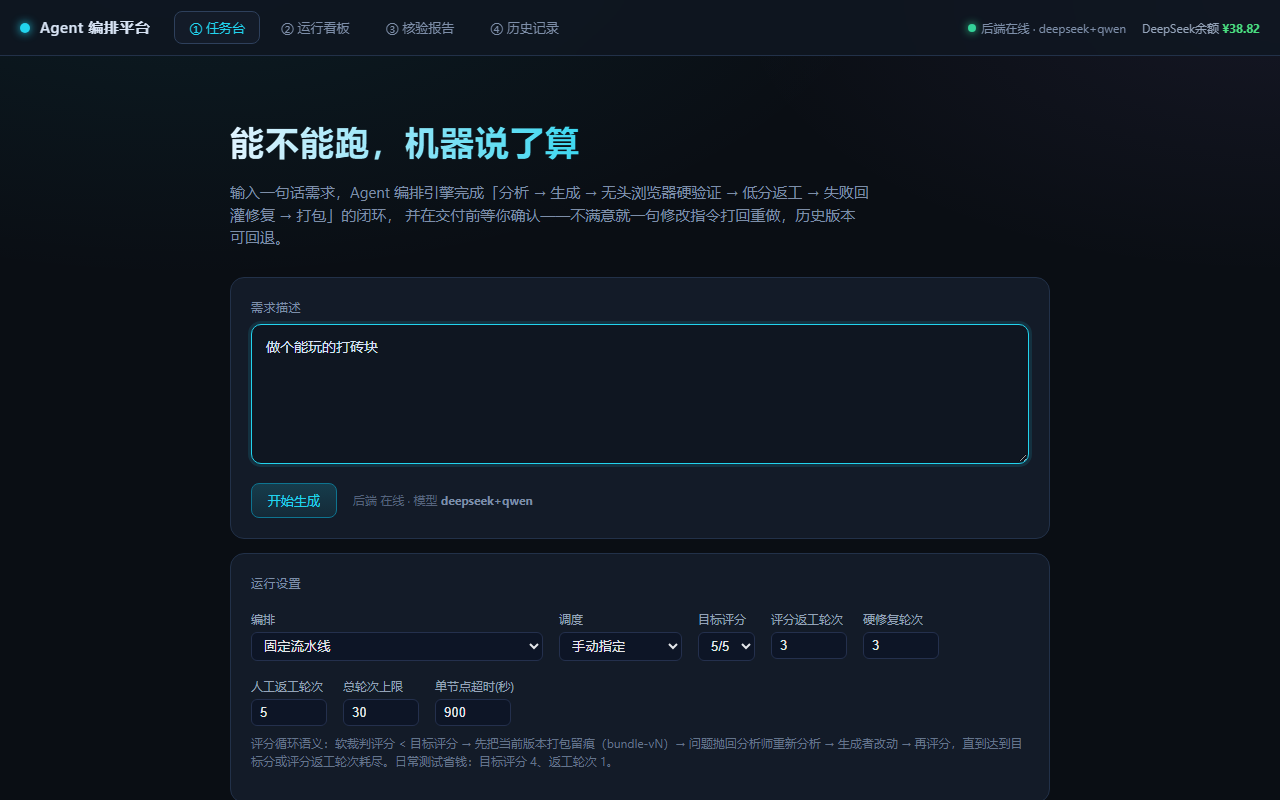 Agent 编排平台 ① 任务台 ② 运行看板 ③ 核验报告 ④ 历史记录 后端在线 · deepseek+qwen DeepSeek余额 ¥38.82
能不能跑，机器说了算
输入一句话需求，Agent 编排引擎完成「分析 → 生成 → 无头浏览器硬验证 → 低分返工 → 失败回
灌修复 → 打包」的闭环， 并在交付前等你确认——不满意就一句修改指令打回重做，历史版本
可回退。
需求描述
做个能玩的打砖块
开始生成 后端 在线 · 模型 deepseek+qwen
运行设置
编排 调度 目标评分 评分返工轮次 硬修复轮次
固定流水线 手动指定 5/5 3 3
人工返工轮次 总轮次上限 单节点超时(秒)
5 30 900
评分循环语义：软裁判评分 < 目标评分 → 先把当前版本打包留痕（bundle-vN）→ 问题抛回分析师重新分析 → 生成者改动 → 再评分，直到达到目
标分或评分返工轮次耗尽。日常测试省钱：目标评分 4、返工轮次 1。